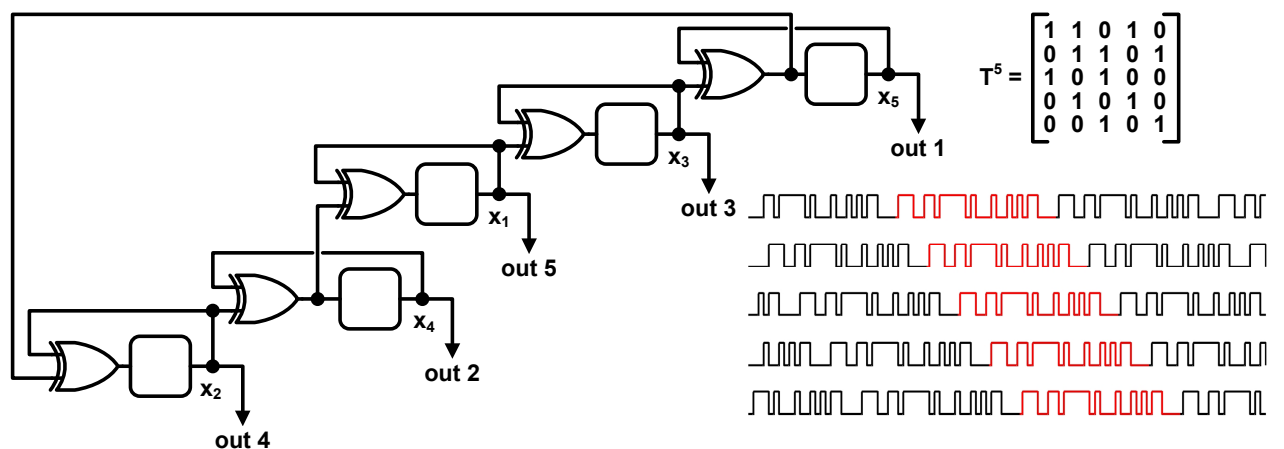 x₅
out 1
x₃
out 3
x₁
out 5
x₄
out 2
x₂
out 4
T⁵ =
1 1 0 1 0
0 1 1 0 1
1 0 1 0 0
0 1 0 1 0
0 0 1 0 1